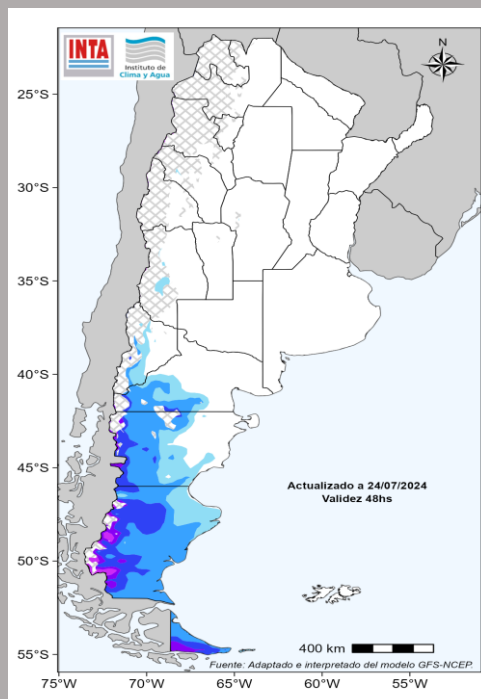 INTA
Instituto de
Clima y Agua
N
25°S
30°S
35°S
40°S
45°S
50°S
55°S
Actualizado a 24/07/2024
Validez 48hs
400 km
Fuente: Adaptado e interpretado del modelo GFS-NCEP.
75°W
70°W
65°W
60°W
55°W